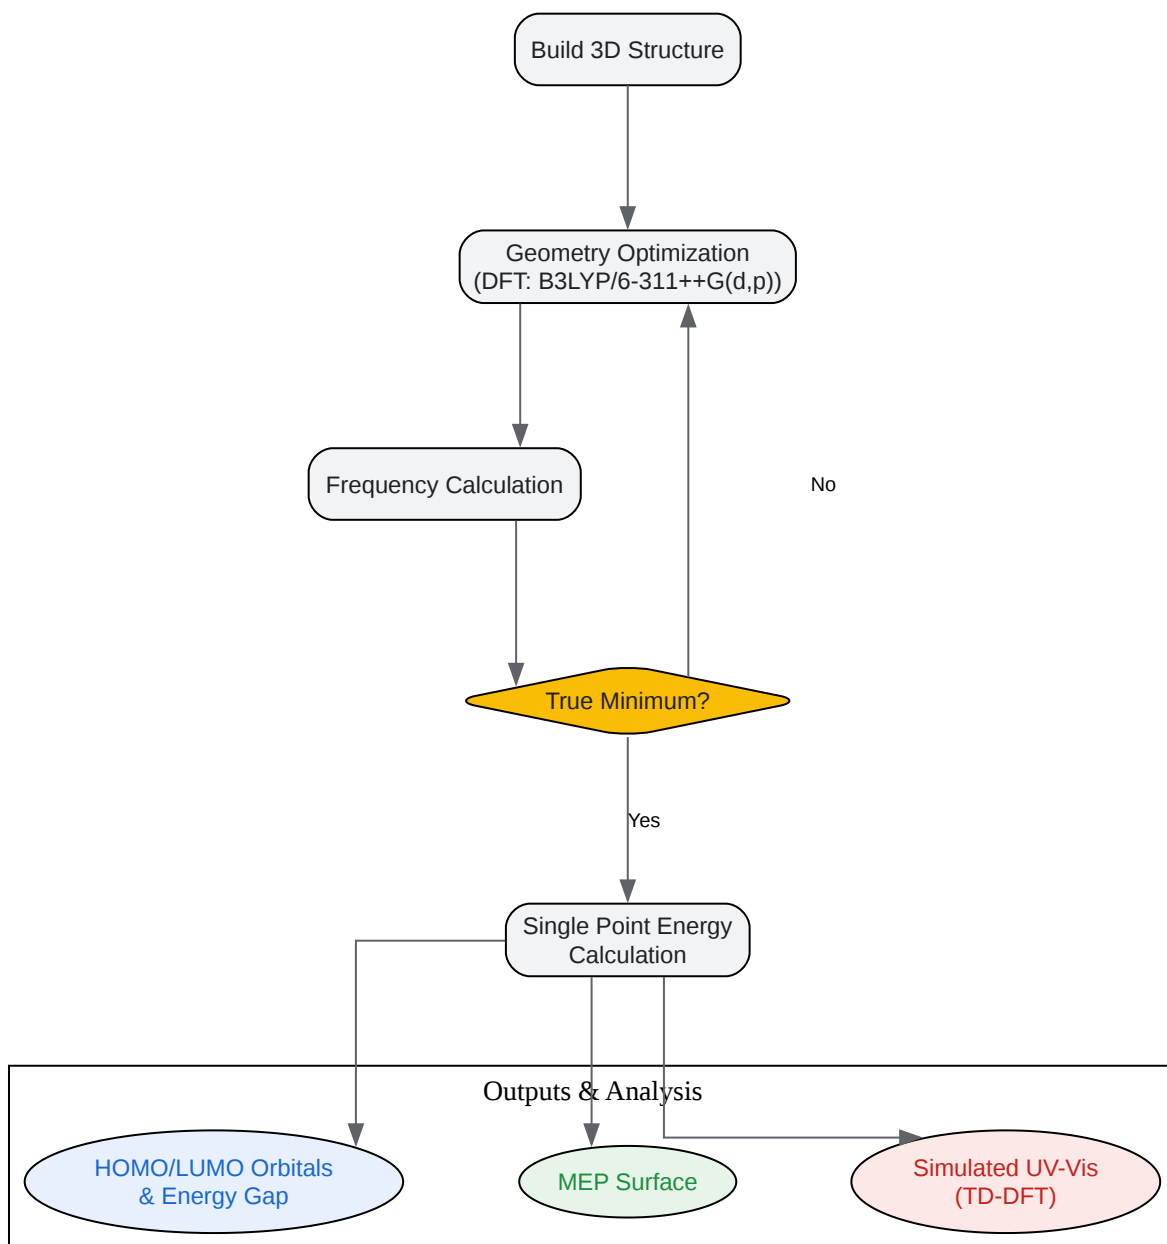 Build 3D Structure
Geometry Optimization
(DFT: B3LYP/6-311++G(d,p))
Frequency Calculation
No
True Minimum?
Yes
Single Point Energy
Calculation
Outputs & Analysis
HOMO/LUMO Orbitals
& Energy Gap
MEP Surface
Simulated UV-Vis
(TD-DFT)